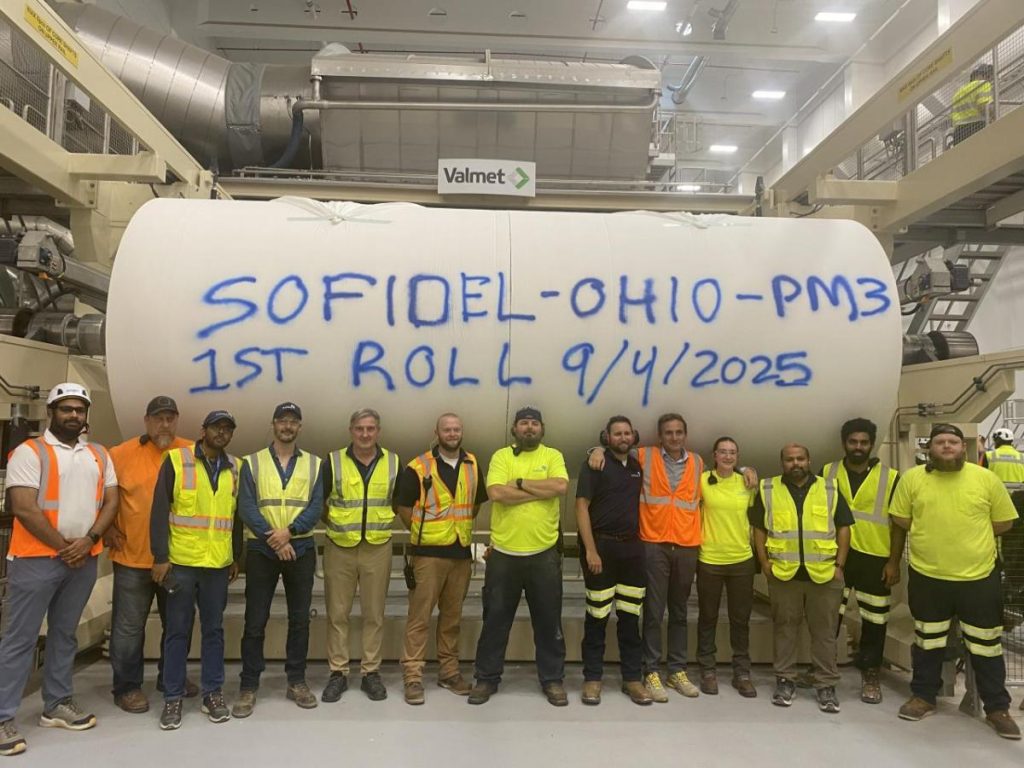 Valmet
SOFIDEL-OHIO-PM3
1ST ROLL 9/4/2025